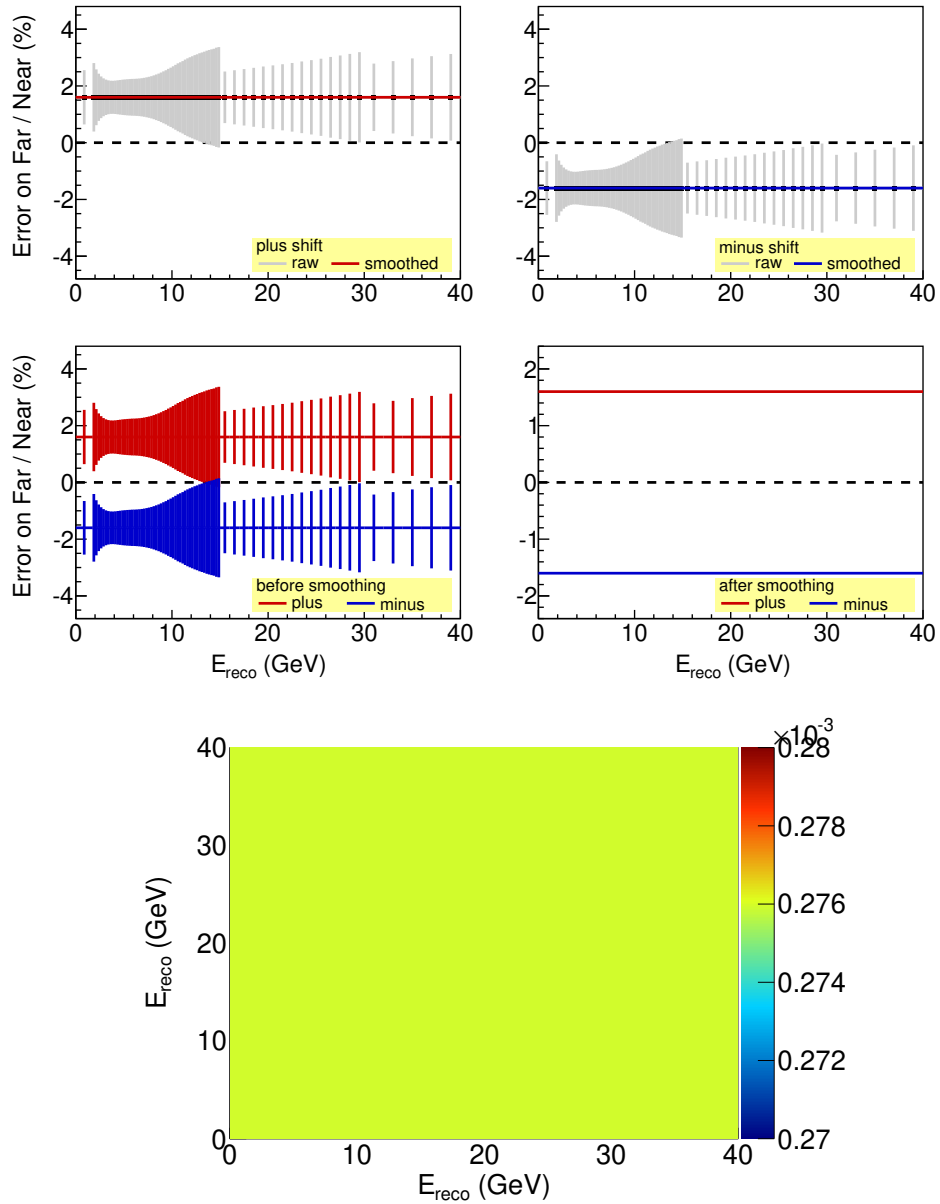 Error on Far / Near (%)
4
2
0
-2
-4
plus shift
raw smoothed
0 10 20 30 40
4
2
0
-2
-4
minus shift
raw smoothed
0 10 20 30 40
Error on Far / Near (%)
4
2
0
-2
-4
before smoothing
plus minus
0 10 20 30 40
E_reco (GeV)
2
1
0
-1
-2
after smoothing
plus minus
0 10 20 30 40
E_reco (GeV)
×10^-3
E_reco (GeV)
40
30
20
10
0
0 10 20 30 40
E_reco (GeV)
0.28
0.278
0.276
0.274
0.272
0.27